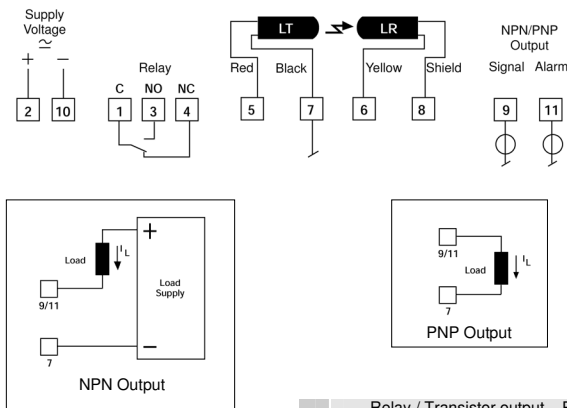 Supply
Voltage
+ −
2 10
Relay
C NO NC
1 3 4
LT LR
Red Black Yellow Shield
5 7 6 8
NPN/PNP
Output
Signal Alarm
9 11
+
Load IL
Load
Supply
9/11
−
7
NPN Output
9/11
Load IL
7
PNP Output
Relay / Transistor output